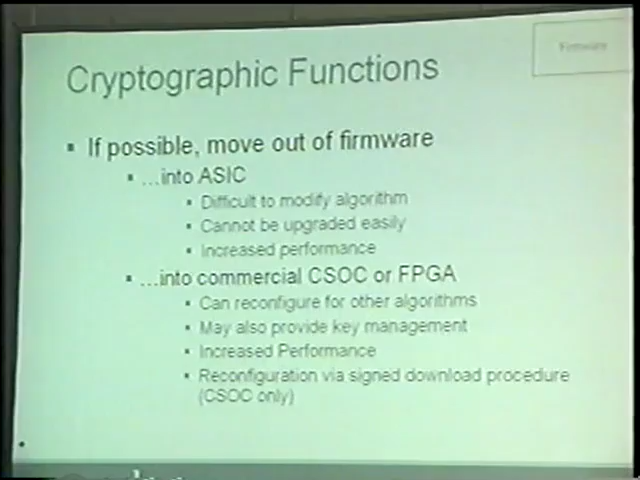 Firmware
Cryptographic Functions
▪ If possible, move out of firmware
▪ ...into ASIC
▪ Difficult to modify algorithm
▪ Cannot be upgraded easily
▪ Increased performance
▪ ...into commercial CSOC or FPGA
▪ Can reconfigure for other algorithms
▪ May also provide key management
▪ Increased Performance
▪ Reconfiguration via signed download procedure
(CSOC only)